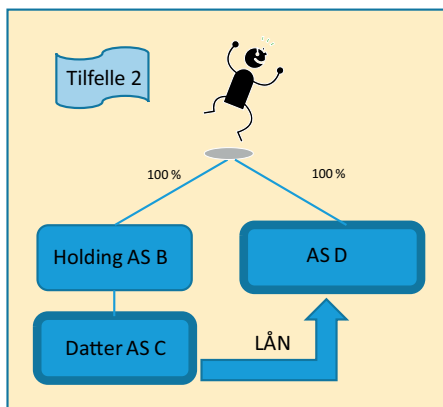 Tilfelle 2
100 %
100 %
Holding AS B
AS D
Datter AS C
LÅN